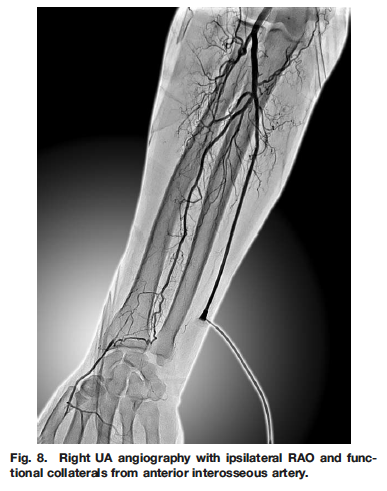 Fig. 8. Right UA angiography with ipsilateral RAO and func-
tional collaterals from anterior interosseous artery.